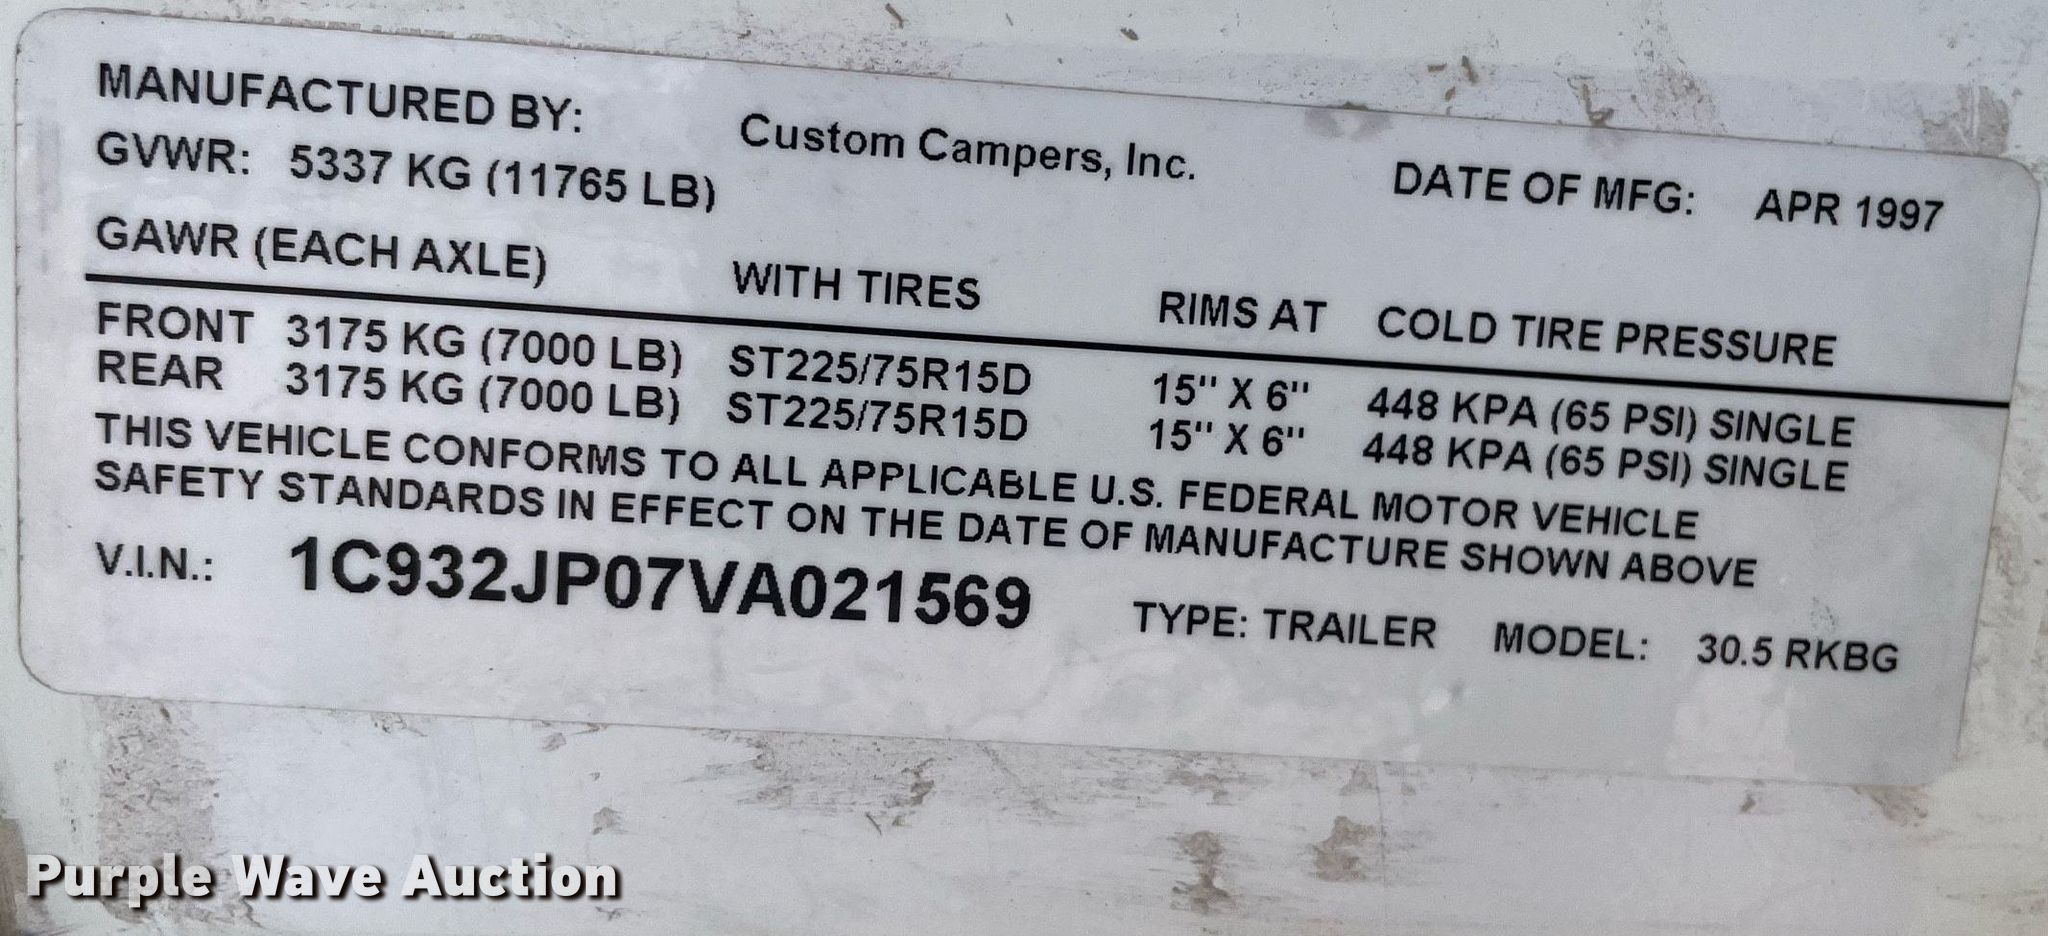 MANUFACTURED BY: Custom Campers, Inc. DATE OF MFG: APR 1997
GVWR: 5337 KG (11765 LB)
GAWR (EACH AXLE) WITH TIRES RIMS AT COLD TIRE PRESSURE
FRONT 3175 KG (7000 LB) ST225/75R15D 15" X 6" 448 KPA (65 PSI) SINGLE
REAR 3175 KG (7000 LB) ST225/75R15D 15" X 6" 448 KPA (65 PSI) SINGLE
THIS VEHICLE CONFORMS TO ALL APPLICABLE U.S. FEDERAL MOTOR VEHICLE
SAFETY STANDARDS IN EFFECT ON THE DATE OF MANUFACTURE SHOWN ABOVE
V.I.N.: 1C932JP07VA021569 TYPE: TRAILER MODEL: 30.5 RKBG
Purple Wave Auction